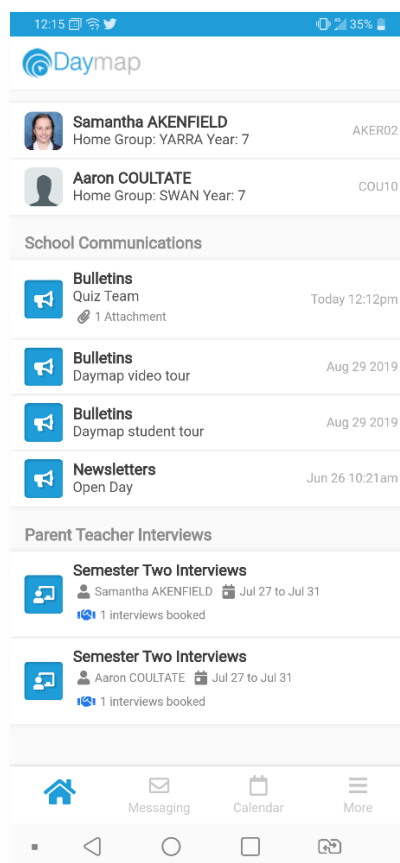 12:15 35%
Daymap
Samantha AKENFIELD
Home Group: YARRA Year: 7
AKER02
Aaron COULTATE
Home Group: SWAN Year: 7
COU10
School Communications
Bulletins
Quiz Team
1 Attachment
Today 12:12pm
Bulletins
Daymap video tour
Aug 29 2019
Bulletins
Daymap student tour
Aug 29 2019
Newsletters
Open Day
Jun 26 10:21am
Parent Teacher Interviews
Semester Two Interviews
Samantha AKENFIELD Jul 27 to Jul 31
1 interviews booked
Semester Two Interviews
Aaron COULTATE Jul 27 to Jul 31
1 interviews booked
Messaging Calendar More